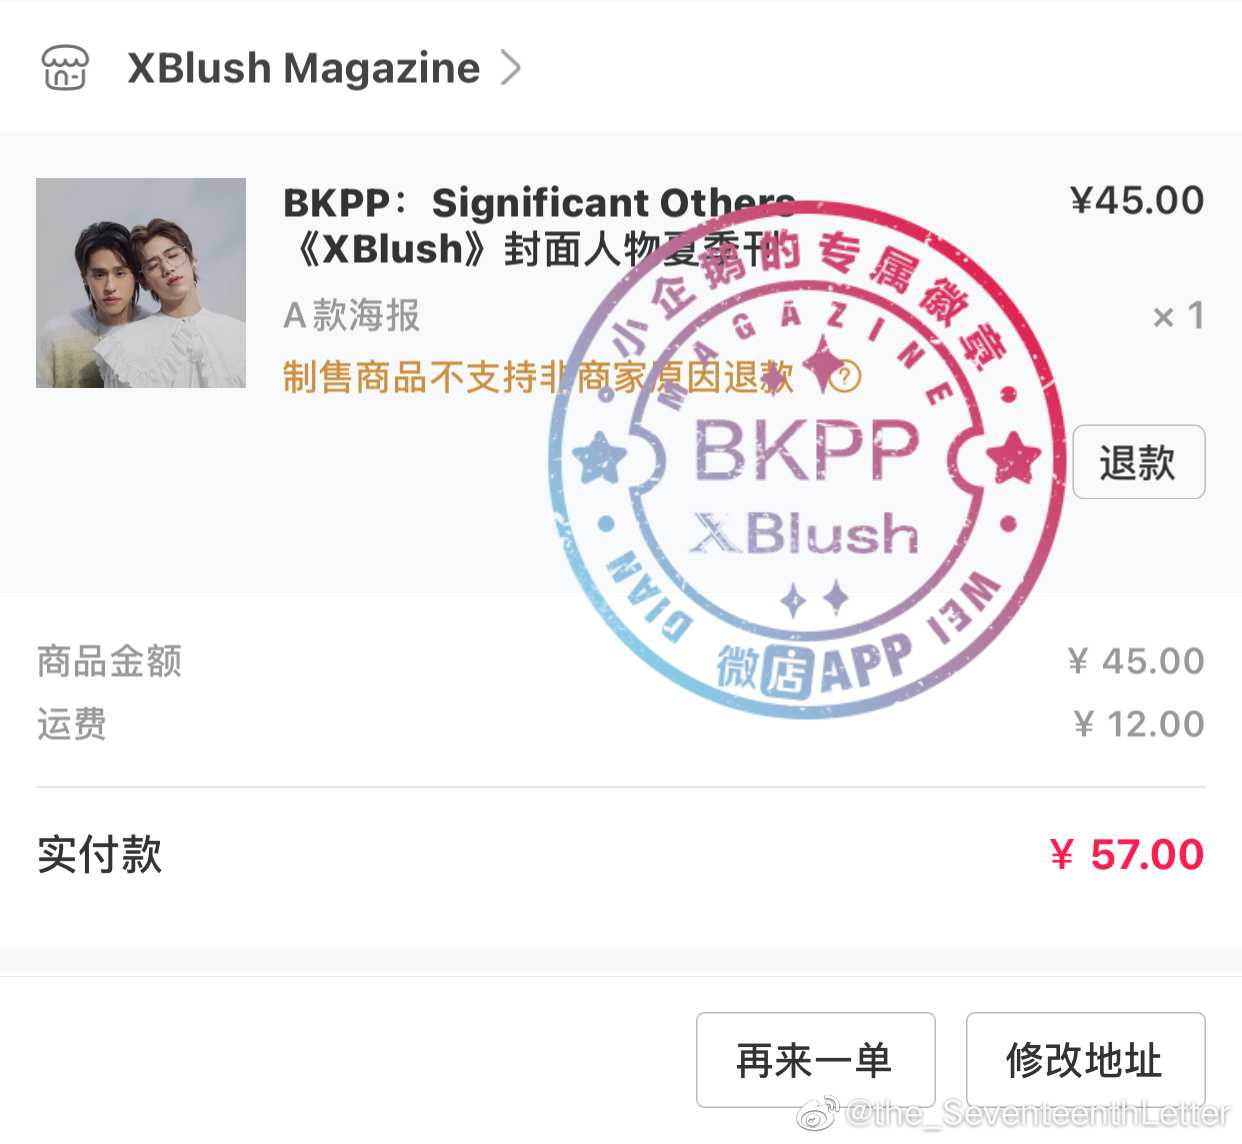 XBlush Magazine
BKPP：Significant Others
¥45.00
《XBlush》封面人物夏季刊
A款海报
× 1
制售商品不支持非商家原因退款 ?
退款
小企鹅的专属徽章
MAGAZINE
BKPP
XBlush
WEI DIAN
微店APP
商品金额
¥ 45.00
运费
¥ 12.00
实付款
¥ 57.00
再来一单
修改地址
@the_SeventeenthLetter